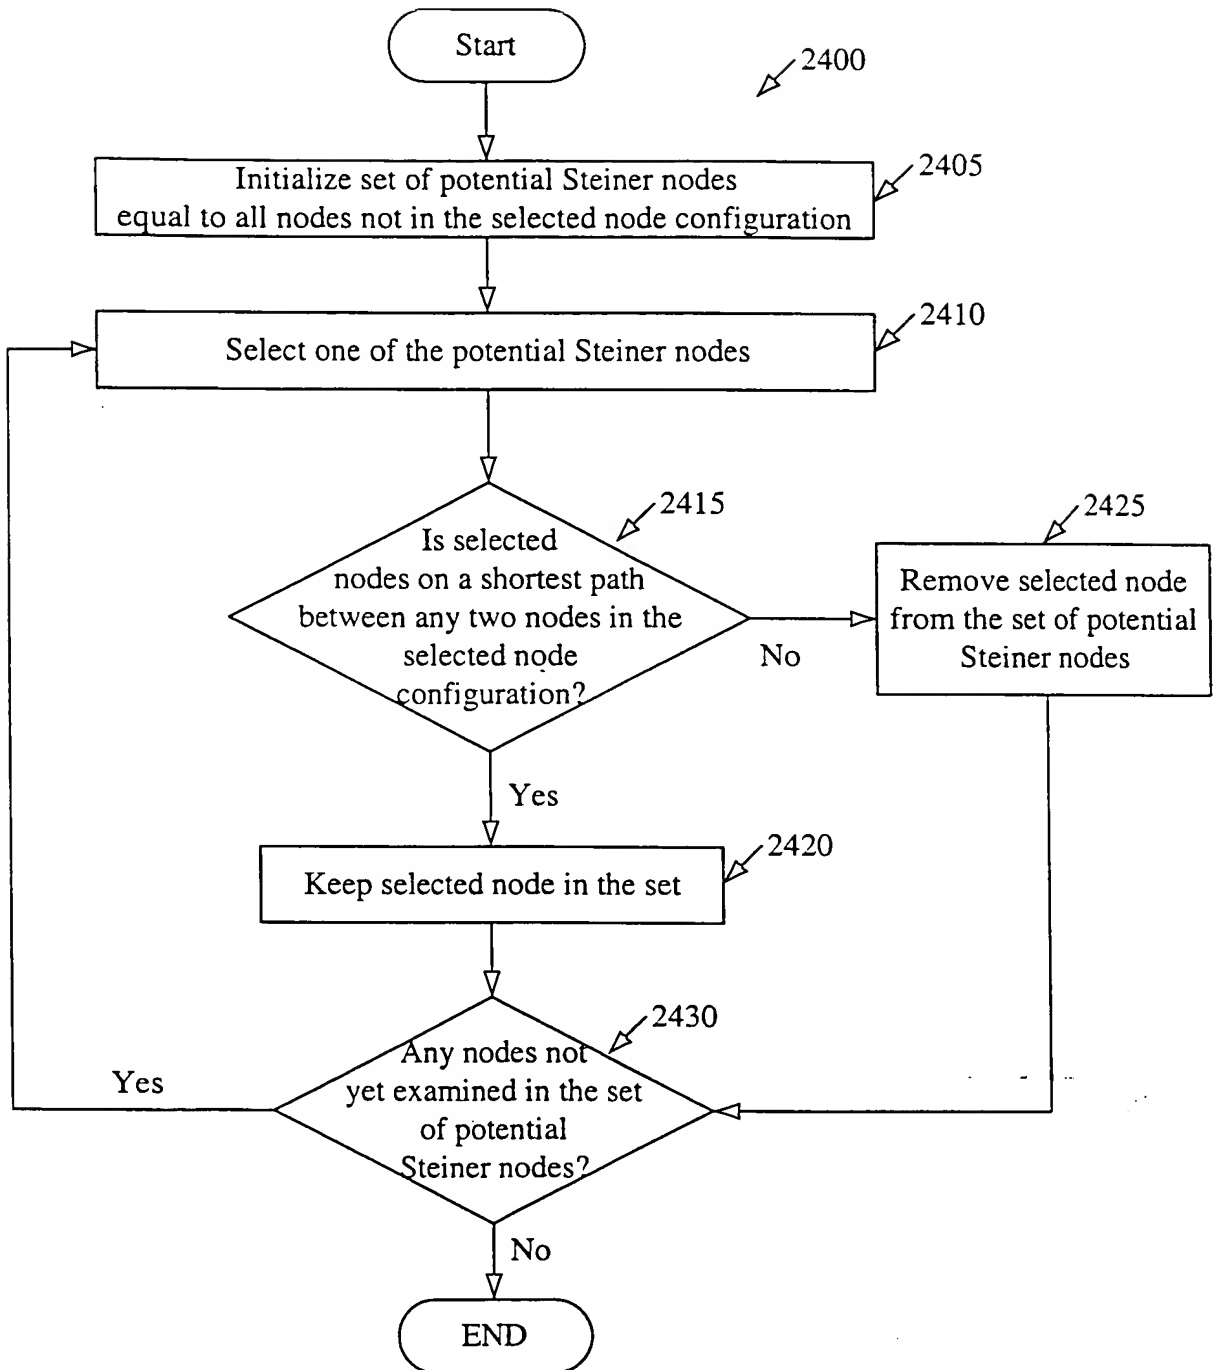 Start
2400
Initialize set of potential Steiner nodes
equal to all nodes not in the selected node configuration
2405
Select one of the potential Steiner nodes
2410
Is selected
nodes on a shortest path
between any two nodes in the
selected node
configuration?
2415
No
Remove selected node
from the set of potential
Steiner nodes
2425
Yes
Keep selected node in the set
2420
Any nodes not
yet examined in the set
of potential
Steiner nodes?
2430
Yes
No
END